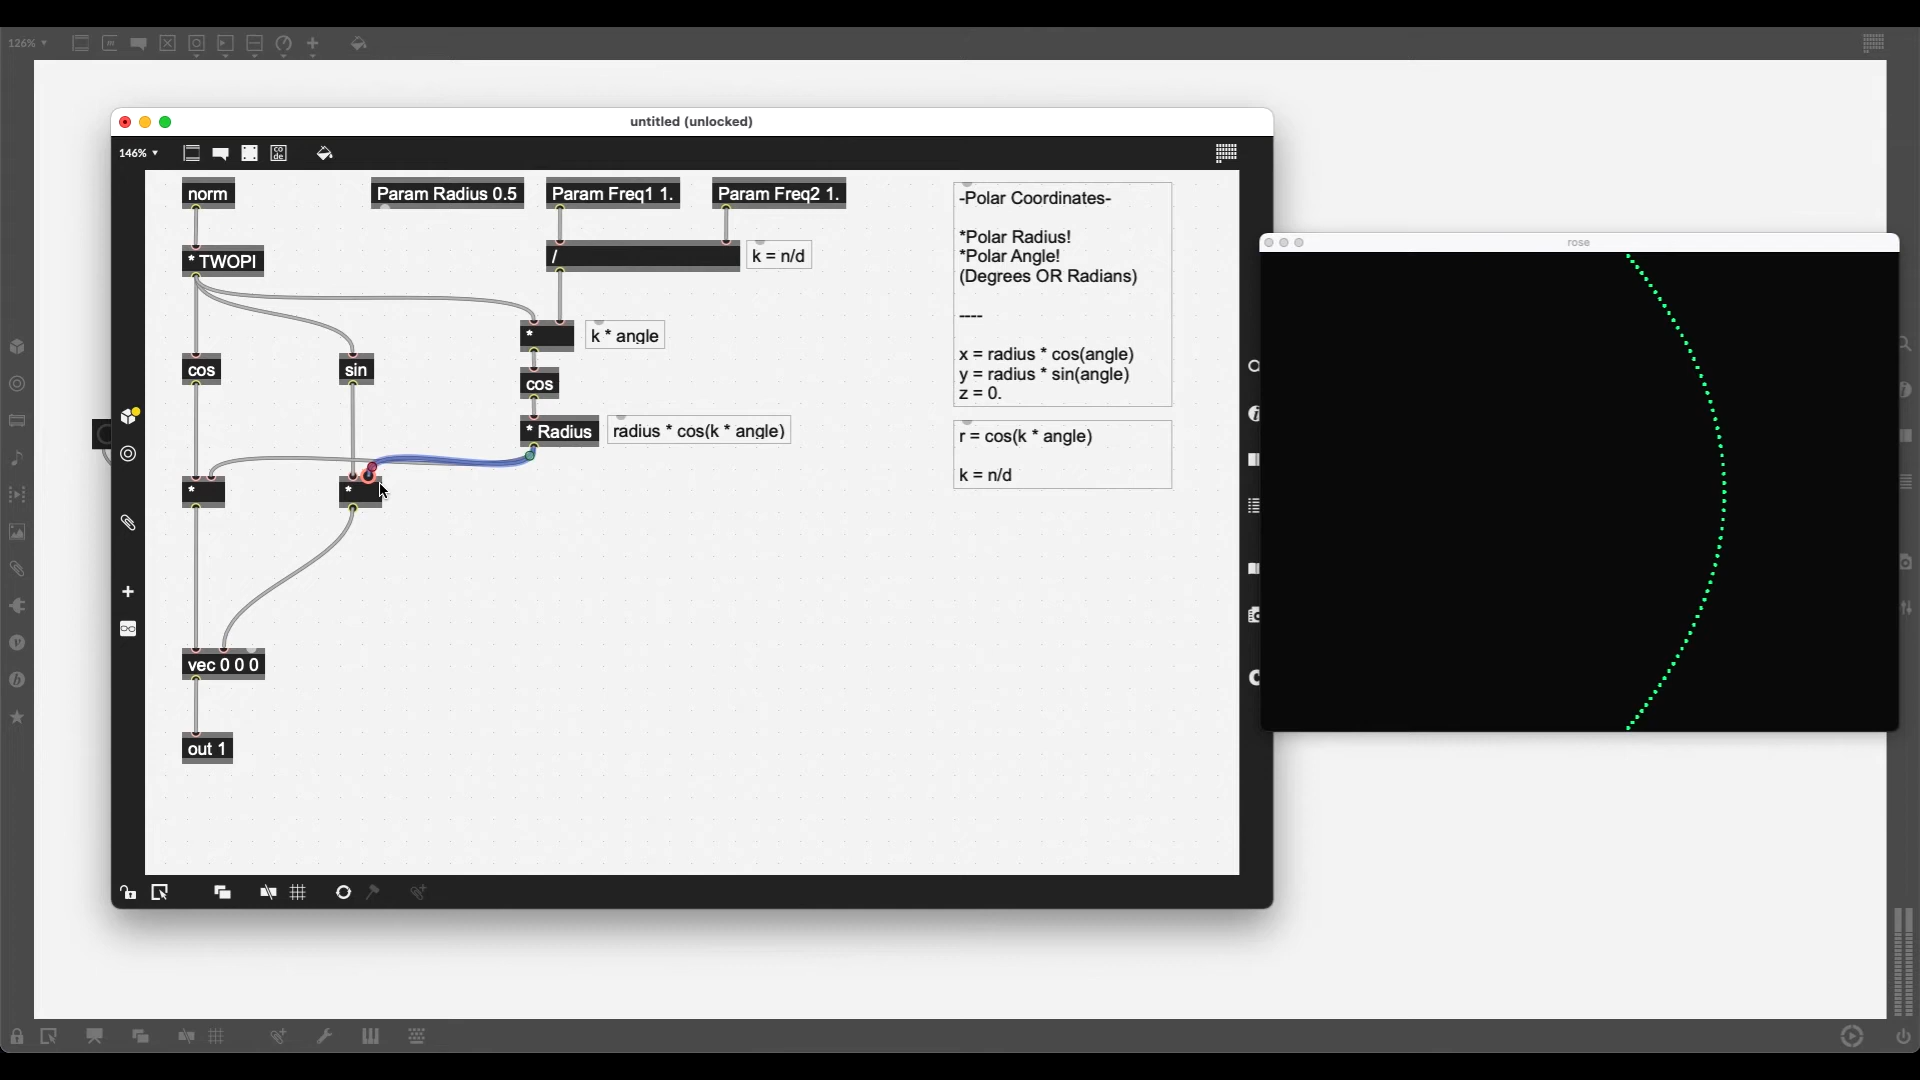 126%
untitled (unlocked)
146%
norm
Param Radius 0.5
Param Freq1 1.
Param Freq2 1.
* TWOPI
/
k = n/d
*
k * angle
cos
sin
cos
* Radius
radius * cos(k * angle)
*
*
vec 0 0 0
out 1
-Polar Coordinates-
*Polar Radius!
*Polar Angle!
(Degrees OR Radians)
----
x = radius * cos(angle)
y = radius * sin(angle)
z = 0.
r = cos(k * angle)
k = n/d
rose